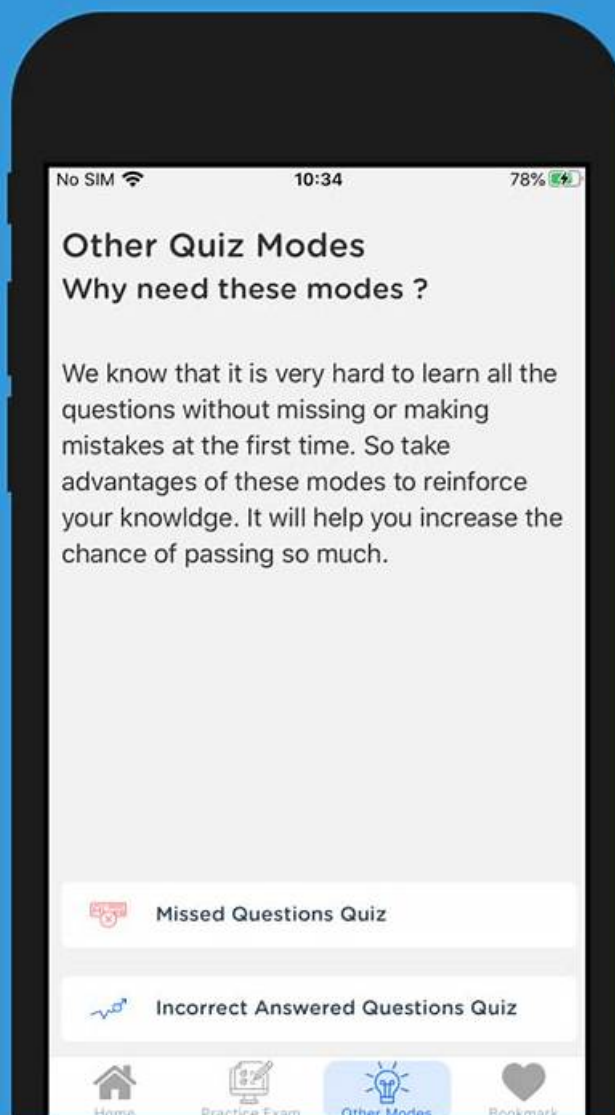 No SIM 10:34 78%
Other Quiz Modes
Why need these modes ?
We know that it is very hard to learn all the
questions without missing or making
mistakes at the first time. So take
advantages of these modes to reinforce
your knowldge. It will help you increase the
chance of passing so much.
Missed Questions Quiz
Incorrect Answered Questions Quiz
Home Practice Exam Other Modes Bookmark